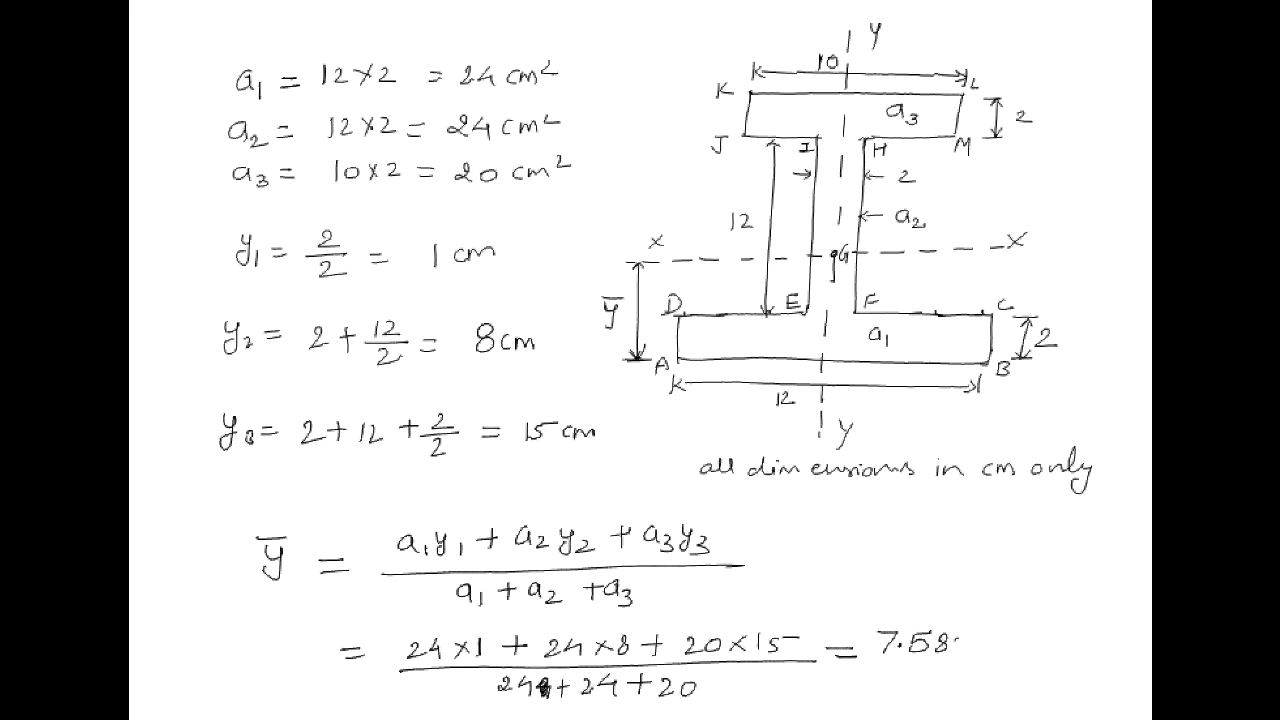 a₁ = 12×2 = 24 cm²
a₂ = 12×2 = 24 cm²
a₃ = 10×2 = 20 cm²
y₁ = 2/2 = 1 cm
y₂ = 2 + 12/2 = 8 cm
y₃ = 2 + 12 + 2/2 = 15 cm
Y
10
K L
a₃
2
J I H M
2
12
a₂
X G X
ȳ
D E F C
a₁
2
A B
12
Y
all dimensions in cm only
ȳ = a₁y₁ + a₂y₂ + a₃y₃ / a₁ + a₂ + a₃
= 24×1 + 24×8 + 20×15 / 24 + 24 + 20 = 7.58